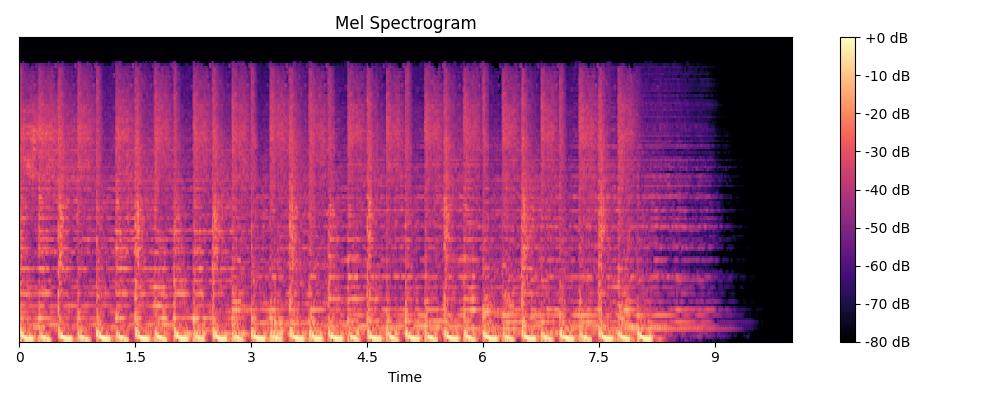 Mel Spectrogram
+0 dB
-10 dB
-20 dB
-30 dB
-40 dB
-50 dB
-60 dB
-70 dB
-80 dB
0 1.5 3 4.5 6 7.5 9
Time